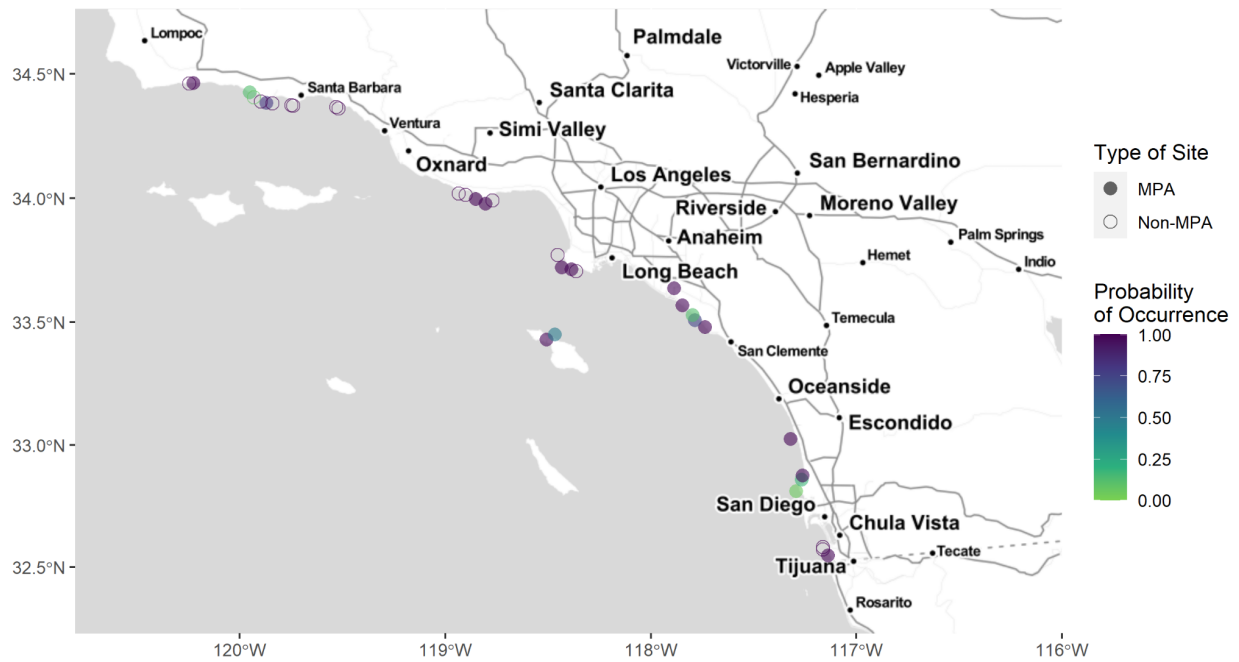 Lompoc
Palmdale
Victorville
Apple Valley
34.5°N
Santa Barbara
Santa Clarita
Hesperia
Ventura
Simi Valley
Oxnard
San Bernardino
Los Angeles
34.0°N
Riverside
Moreno Valley
Anaheim
Palm Springs
Hemet
Indio
Long Beach
33.5°N
Temecula
San Clemente
Oceanside
Escondido
33.0°N
San Diego
Chula Vista
Tecate
32.5°N
Tijuana
Rosarito
120°W
119°W
118°W
117°W
116°W
Type of Site
MPA
Non-MPA
Probability
of Occurrence
1.00
0.75
0.50
0.25
0.00